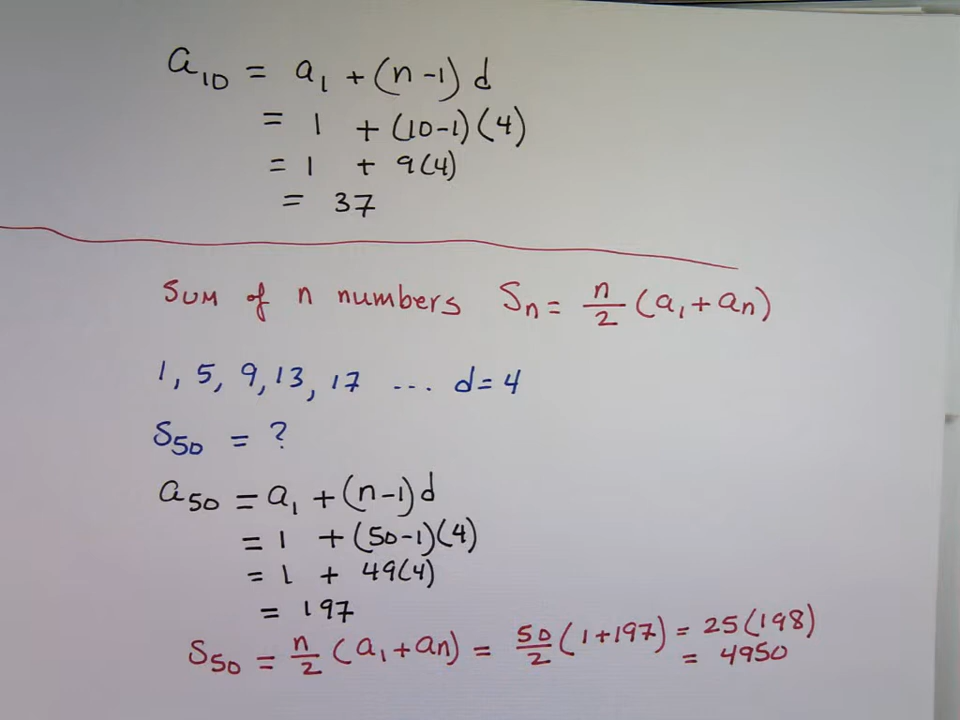 a₁₀ = a₁ + (n-1) d
= 1 + (10-1)(4)
= 1 + 9(4)
= 37
SUM of n numbers Sn = n/2 (a₁ + an)
1, 5, 9, 13, 17 ... d = 4
S₅₀ = ?
a₅₀ = a₁ + (n-1)d
= 1 + (50-1)(4)
= 1 + 49(4)
= 197
S₅₀ = n/2 (a₁ + an) = 50/2 (1+197) = 25(198)
= 4950